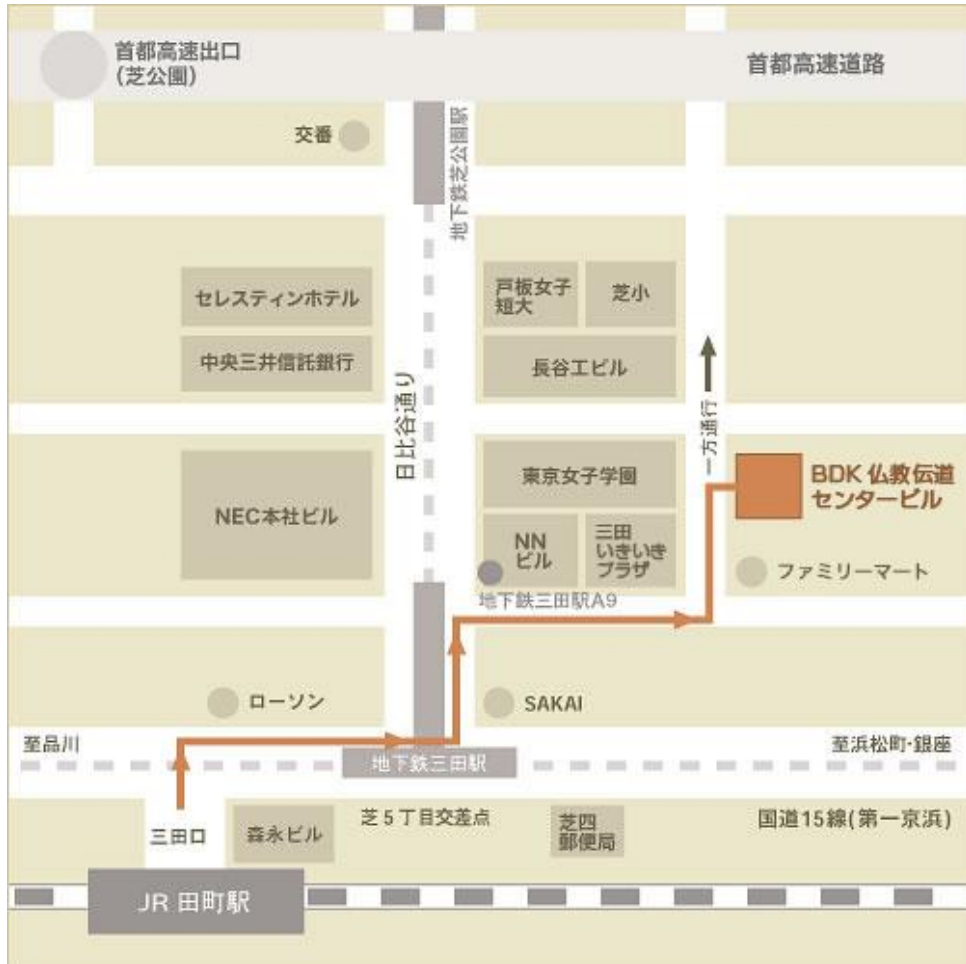 首都高速出口
(芝公園)
首都高速道路
交番
地下鉄芝公園駅
セレスティンホテル
戸板女子
短大
芝小
中央三井信託銀行
長谷工ビル
日比谷通り
一方通行
NEC本社ビル
東京女子学園
BDK 仏教伝道
センタービル
NN
ビル
三田
いきいき
プラザ
ファミリーマート
地下鉄三田駅A9
ローソン
SAKAI
至品川
至浜松町・銀座
地下鉄三田駅
三田口
森永ビル
芝5丁目交差点
芝四
郵便局
国道15線(第一京浜)
JR 田町駅